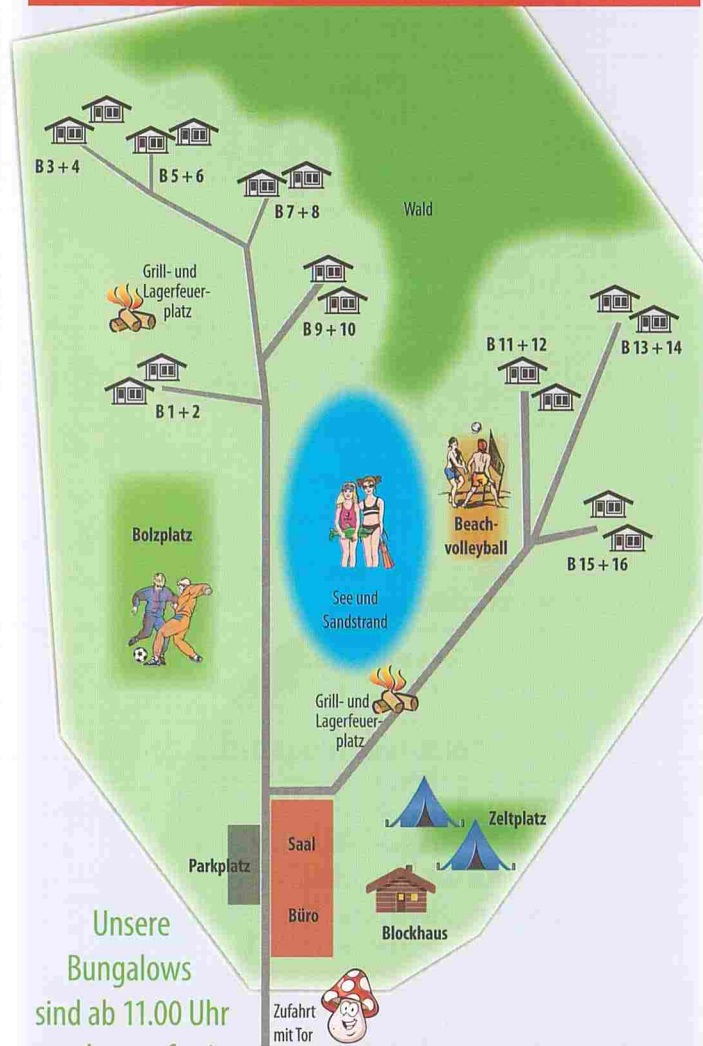 B 3 + 4
B 5 + 6
B 7 + 8
Wald
Grill- und
Lagerfeuer-
platz
B 9 + 10
B 11 + 12
B 13 + 14
B 1 + 2
Bolzplatz
Beach-
volleyball
B 15 + 16
See und
Sandstrand
Grill- und
Lagerfeuer-
platz
Saal
Parkplatz
Büro
Zeltplatz
Blockhaus
Unsere
Bungalows
sind ab 11.00 Uhr
Zufahrt
mit Tor